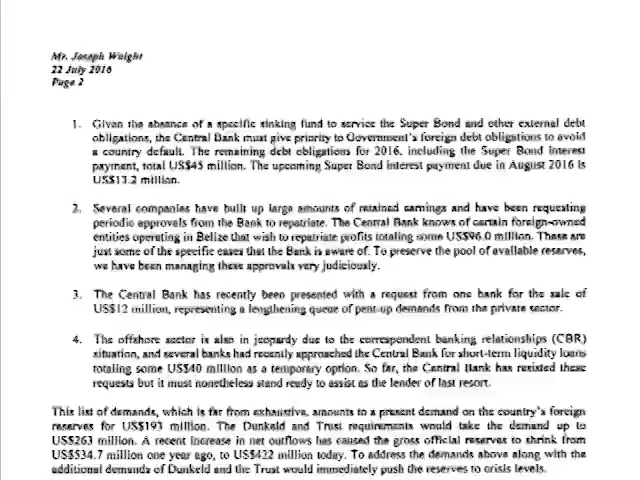 Mr. Joseph Waight
22 July 2016
Page 2
1. Given the absence of a specific sinking fund to service the Super Bond and other external debt
obligations, the Central Bank must give priority to Government's foreign debt obligations to avoid
a country default. The remaining debt obligations for 2016, including the Super Bond interest
payment, total US$45 million. The upcoming Super Bond interest payment due in August 2016 is
US$13.2 million.
2. Several companies have built up large amounts of retained earnings and have been requesting
periodic approvals from the Bank to repatriate. The Central Bank knows of certain foreign-owned
entities operating in Belize that wish to repatriate profits totaling some US$96.0 million. These are
just some of the specific cases that the Bank is aware of. To preserve the pool of available reserves,
we have been managing these approvals very judiciously.
3. The Central Bank has recently been presented with a request from one bank for the sale of
US$12 million, representing a lengthening queue of pent-up demands from the private sector.
4. The offshore sector is also in jeopardy due to the correspondent banking relationships (CBR)
situation, and several banks had recently approached the Central Bank for short-term liquidity loans
totaling some US$40 million as a temporary option. So far, the Central Bank has resisted these
requests but it must nonetheless stand ready to assist as the lender of last resort.
This list of demands, which is far from exhaustive, amounts to a present demand on the country's foreign
reserves for US$193 million. The Dunkeld and Trust requirements would take the demand up to
US$263 million. A recent increase in net outflows has caused the gross official reserves to shrink from
US$534.7 million one year ago, to US$422 million today. To address the demands above along with the
additional demands of Dunkeld and the Trust would immediately push the reserves to crisis levels.